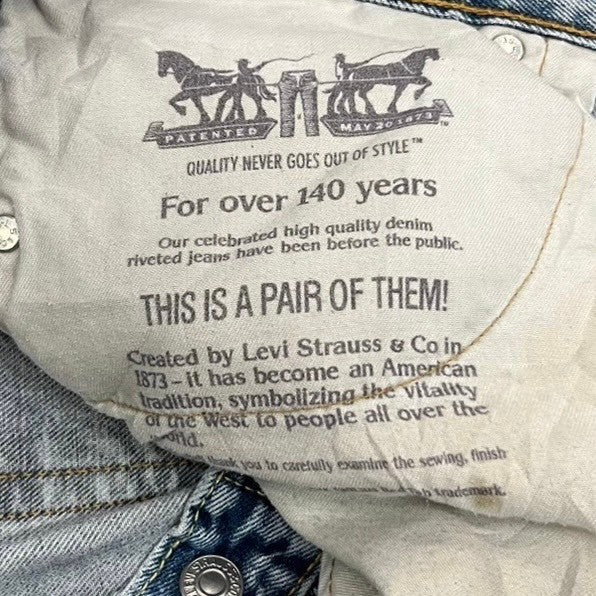 PATENTED MAY 20 1873 TM
QUALITY NEVER GOES OUT OF STYLE™
For over 140 years
Our celebrated high quality denim
riveted jeans have been before the public.
THIS IS A PAIR OF THEM!
Created by Levi Strauss & Co in
1873 – it has become an American
tradition, symbolizing the vitality
of the West to people all over the
world.
thank you to carefully examine the sewing, finish
trademark.